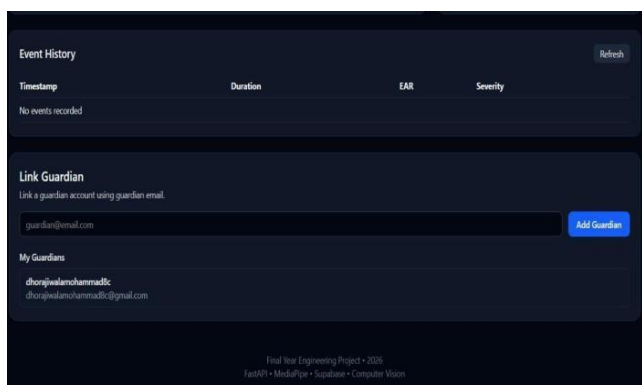 Event History
Refresh
Timestamp Duration EAR Severity
No events recorded
Link Guardian
Link a guardian account using guardian email.
guardian@email.com
Add Guardian
My Guardians
dhorajiwalamohammad8c
dhorajiwalamohammad8c@gmail.com
Final Year Engineering Project • 2026
FastAPI • MediaPipe • Supabase • Computer Vision